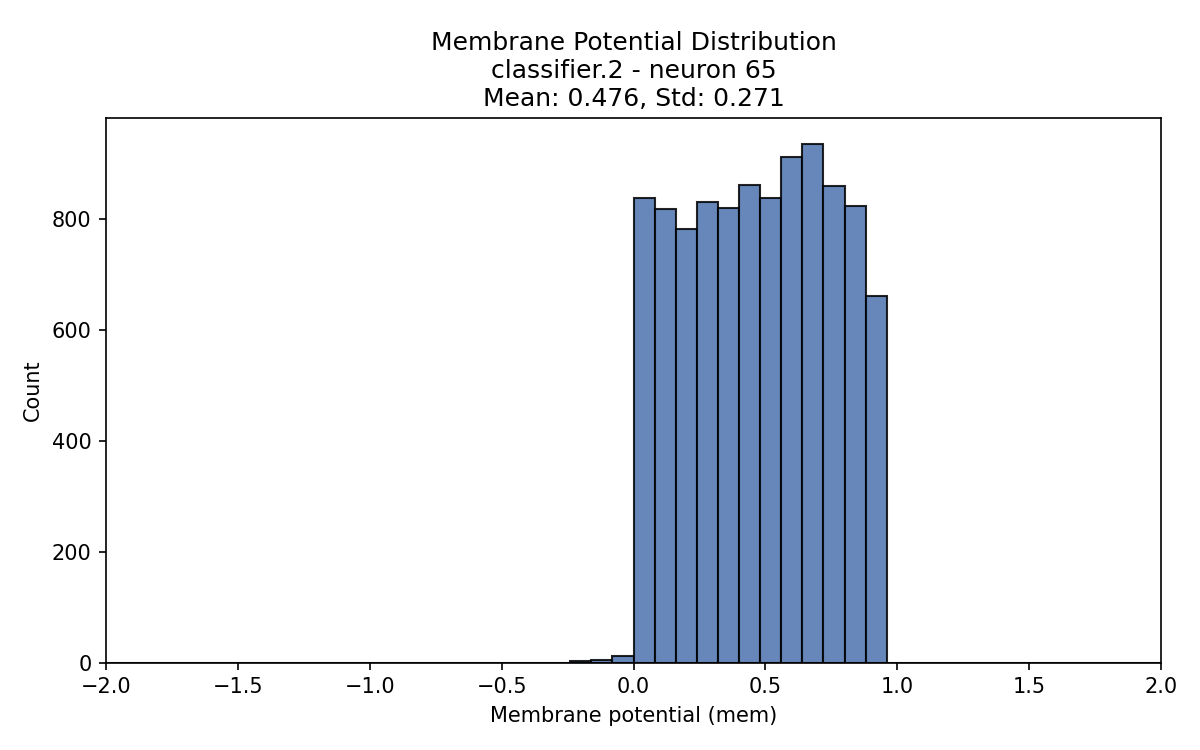 Membrane Potential Distribution
classifier.2 - neuron 65
Mean: 0.476, Std: 0.271
Count
800
600
400
200
0
−2.0 −1.5 −1.0 −0.5 0.0 0.5 1.0 1.5 2.0
Membrane potential (mem)